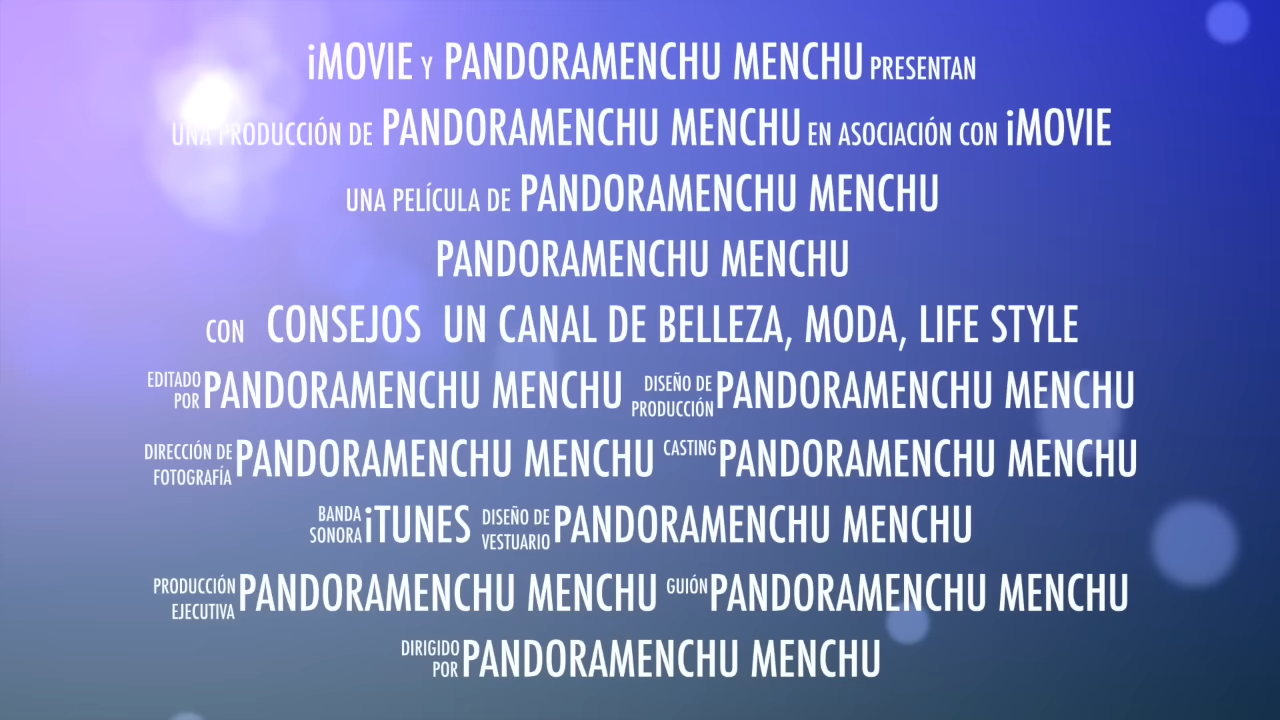 iMOVIE Y PANDORAMENCHU MENCHU PRESENTAN
UNA PRODUCCIÓN DE PANDORAMENCHU MENCHU EN ASOCIACIÓN CON iMOVIE
UNA PELÍCULA DE PANDORAMENCHU MENCHU
PANDORAMENCHU MENCHU
CON CONSEJOS UN CANAL DE BELLEZA, MODA, LIFE STYLE
EDITADO POR PANDORAMENCHU MENCHU DISEÑO DE PRODUCCIÓN PANDORAMENCHU MENCHU
DIRECCIÓN DE FOTOGRAFÍA PANDORAMENCHU MENCHU CASTING PANDORAMENCHU MENCHU
BANDA SONORA iTUNES DISEÑO DE VESTUARIO PANDORAMENCHU MENCHU
PRODUCCIÓN EJECUTIVA PANDORAMENCHU MENCHU GUIÓN PANDORAMENCHU MENCHU
DIRIGIDO POR PANDORAMENCHU MENCHU